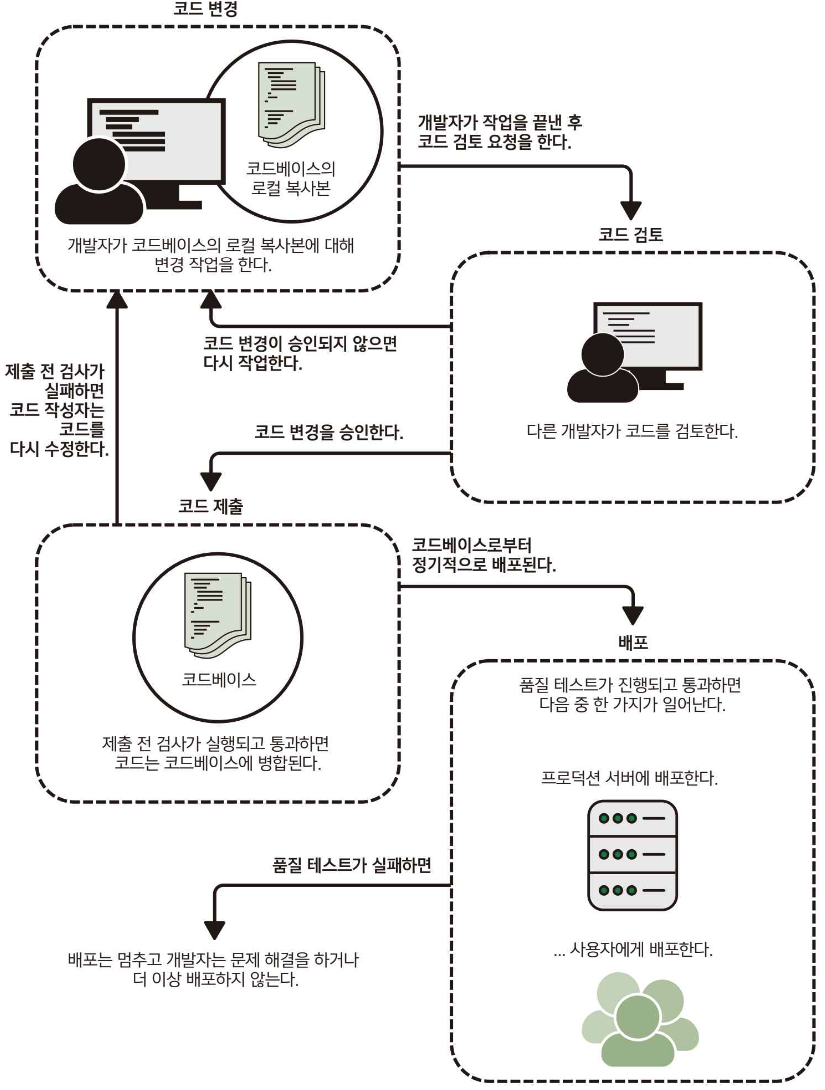 코드 변경
코드베이스의
로컬 복사본
개발자가 코드베이스의 로컬 복사본에 대해
변경 작업을 한다.
개발자가 작업을 끝낸 후
코드 검토 요청을 한다.
코드 검토
다른 개발자가 코드를 검토한다.
코드 변경이 승인되지 않으면
다시 작업한다.
제출 전 검사가
실패하면
코드 작성자는
코드를
다시 수정한다.
코드 변경을 승인한다.
코드 제출
코드베이스
제출 전 검사가 실행되고 통과하면
코드는 코드베이스에 병합된다.
코드베이스로부터
정기적으로 배포된다.
배포
품질 테스트가 진행되고 통과하면
다음 중 한 가지가 일어난다.
프로덕션 서버에 배포한다.
... 사용자에게 배포한다.
품질 테스트가 실패하면
배포는 멈추고 개발자는 문제 해결을 하거나
더 이상 배포하지 않는다.